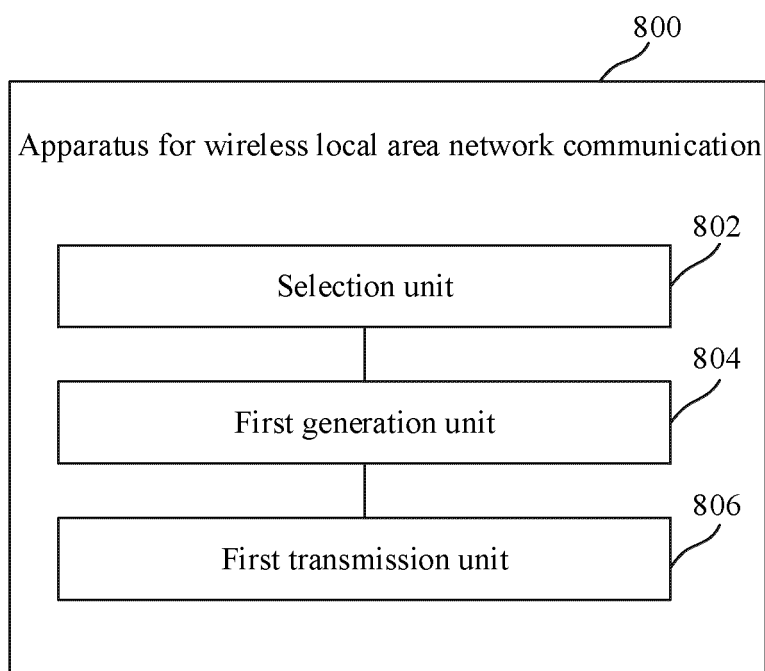 800
Apparatus for wireless local area network communication
802
Selection unit
804
First generation unit
806
First transmission unit